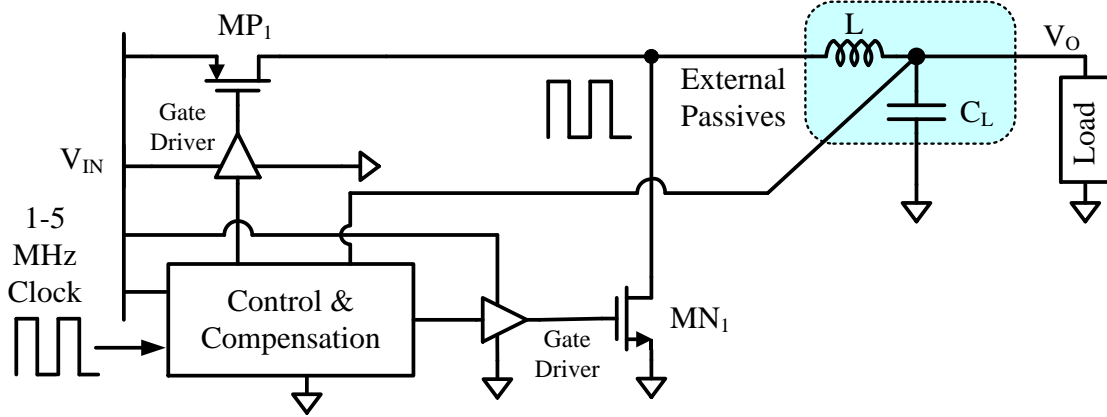 MP1
L
VO
External
Passives
CL
Load
Gate
Driver
VIN
1-5
MHz
Clock
Control &
Compensation
Gate
Driver
MN1